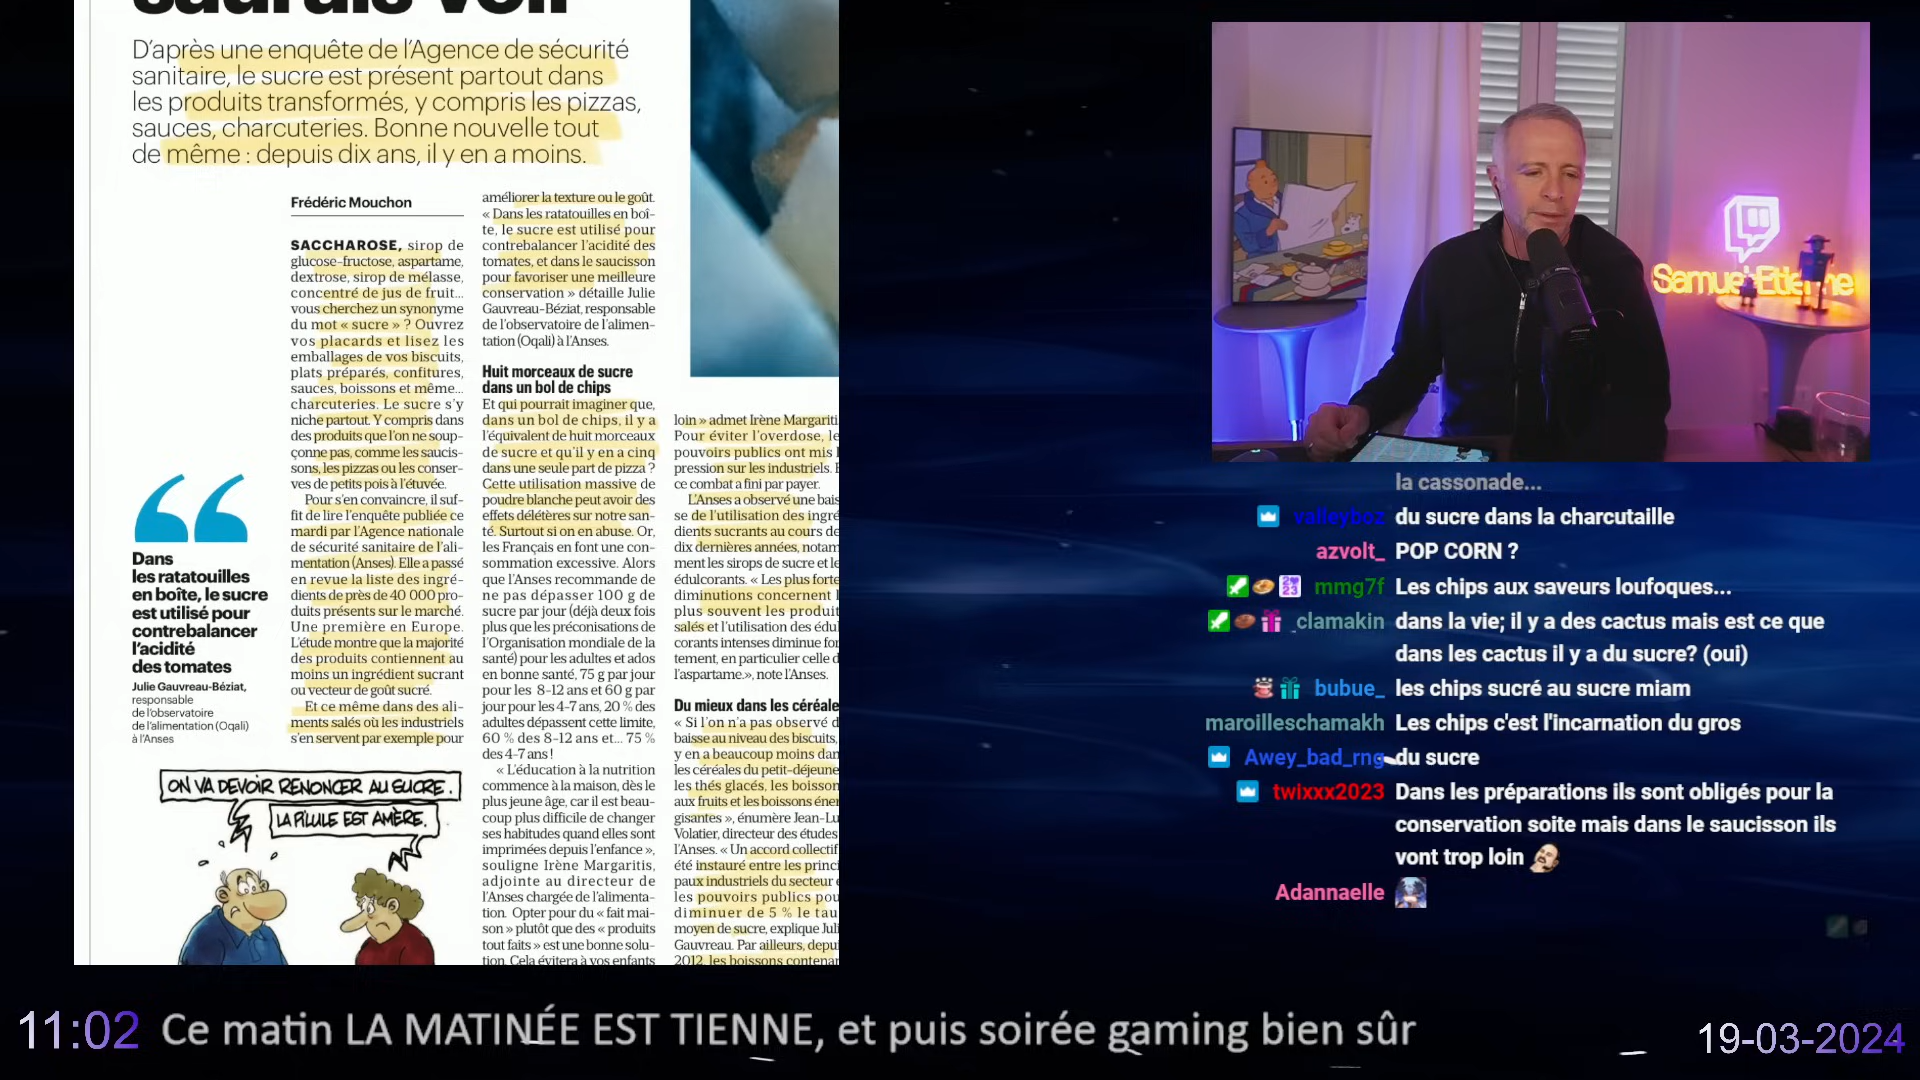 D'après une enquête de l'Agence de sécurité
sanitaire, le sucre est présent partout dans
les produits transformés, y compris les pizzas,
sauces, charcuteries. Bonne nouvelle tout
de même : depuis dix ans, il y en a moins.
Frédéric Mouchon
SACCHAROSE, sirop de
glucose-fructose, aspartame,
dextrose, sirop de mélasse,
concentré de jus de fruit...
vous cherchez un synonyme
du mot « sucre » ? Ouvrez
vos placards et lisez les
emballages de vos biscuits,
plats préparés, confitures,
sauces, boissons et même...
charcuteries. Le sucre s'y
niche partout. Y compris dans
des produits que l'on ne soup-
çonne pas, comme les saucis-
sons, les pizzas ou les conser-
ves de petits pois à l'étuvée.
Pour s'en convaincre, il suf-
fit de lire l'enquête publiée ce
mardi par l'Agence nationale
de sécurité sanitaire de l'ali-
mentation (Anses). Elle a passé
en revue la liste des ingré-
dients de près de 40 000 pro-
duits présents sur le marché.
Une première en Europe.
L'étude montre que la majorité
des produits contiennent au
moins un ingrédient sucrant
ou vecteur de goût sucré.
Et ce même dans des ali-
ments salés où les industriels
s'en servent par exemple pour
améliorer la texture ou le goût.
« Dans les ratatouilles en boî-
te, le sucre est utilisé pour
contrebalancer l'acidité des
tomates, et dans le saucisson
pour favoriser une meilleure
conservation » détaille Julie
Gauvreau-Béziat, responsable
de l'observatoire de l'alimen-
tation (Oqali) à l'Anses.
Huit morceaux de sucre
dans un bol de chips
Et qui pourrait imaginer que,
dans un bol de chips, il y a
l'équivalent de huit morceaux
de sucre et qu'il y en a cinq
dans une seule part de pizza ?
Cette utilisation massive de
poudre blanche peut avoir des
effets délétères sur notre san-
té. Surtout si on en abuse. Or,
les Français en font une con-
sommation excessive. Alors
que l'Anses recommande de
ne pas dépasser 100 g de
sucre par jour (déjà deux fois
plus que les préconisations de
l'Organisation mondiale de la
santé) pour les adultes et ados
en bonne santé, 75 g par jour
pour les 8-12 ans et 60 g par
jour pour les 4-7 ans, 20 % des
adultes dépassent cette limite,
60 % des 8-12 ans et... 75 %
des 4-7 ans !
« L'éducation à la nutrition
commence à la maison, dès le
plus jeune âge, car il est beau-
coup plus difficile de changer
ses habitudes quand elles sont
imprimées depuis l'enfance »,
souligne Irène Margaritis,
adjointe au directeur de
l'Anses chargée de l'alimenta-
tion. Opter pour du « fait mai-
son » plutôt que des « produits
tout faits » est une bonne solu-
tion. Cela évitera à vos enfants
loin » admet Irène Margariti
Pour éviter l'overdose, le
pouvoirs publics ont mis l
pression sur les industriels. E
ce combat a fini par payer.
L'Anses a observé une bais
se de l'utilisation des ingré
dients sucrants au cours de
dix dernières années, notam
ment les sirops de sucre et le
édulcorants. « Les plus forte
diminutions concernent l
plus souvent les produit
salés et l'utilisation des édul
corants intenses diminue for
tement, en particulier celle d
l'aspartame.», note l'Anses.
Du mieux dans les céréale
« Si l'on n'a pas observé d
baisse au niveau des biscuits,
y en a beaucoup moins dan
les céréales du petit-déjeune
les thés glacés, les boisson
aux fruits et les boissons éner
gisantes », énumère Jean-Lu
Volatier, directeur des études
l'Anses. « Un accord collectif
été instauré entre les princi
paux industriels du secteur e
les pouvoirs publics pou
diminuer de 5 % le tau
moyen de sucre, explique Juli
Gauvreau. Par ailleurs, depu
2012, les boissons contenan
Dans
les ratatouilles
en boîte, le sucre
est utilisé pour
contrebalancer
l'acidité
des tomates
Julie Gauvreau-Béziat,
responsable
de l'observatoire
de l'alimentation (Oqali)
à l'Anses
ON VA DEVOIR RENONCER AU SUCRE.
LA PILULE EST AMÈRE.
Samuel Etienne
la cassonade...
valleyboz du sucre dans la charcutaille
azvolt_ POP CORN ?
mmg7f Les chips aux saveurs loufoques...
_clamakin dans la vie; il y a des cactus mais est ce que
dans les cactus il y a du sucre? (oui)
bubue_ les chips sucré au sucre miam
maroilleschamakh Les chips c'est l'incarnation du gros
Awey_bad_rng du sucre
twixxx2023 Dans les préparations ils sont obligés pour la
conservation soite mais dans le saucisson ils
vont trop loin
Adannaelle
11:02 Ce matin LA MATINÉE EST TIENNE, et puis soirée gaming bien sûr
19-03-2024